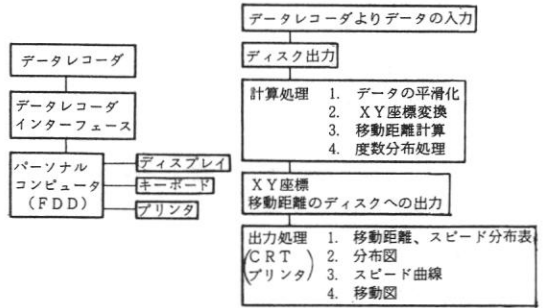 データレコーダ
データレコーダ
インターフェース
パーソナル
コンピュータ
(FDD)
ディスプレイ
キーボード
プリンタ
データレコーダよりデータの入力
ディスク出力
計算処理 1. データの平滑化
2. XY座標変換
3. 移動距離計算
4. 度数分布処理
XY座標
移動距離のディスクへの出力
出力処理 1. 移動距離、スピード分布表
(CRT 2. 分布図
プリンタ) 3. スピード曲線
4. 移動図